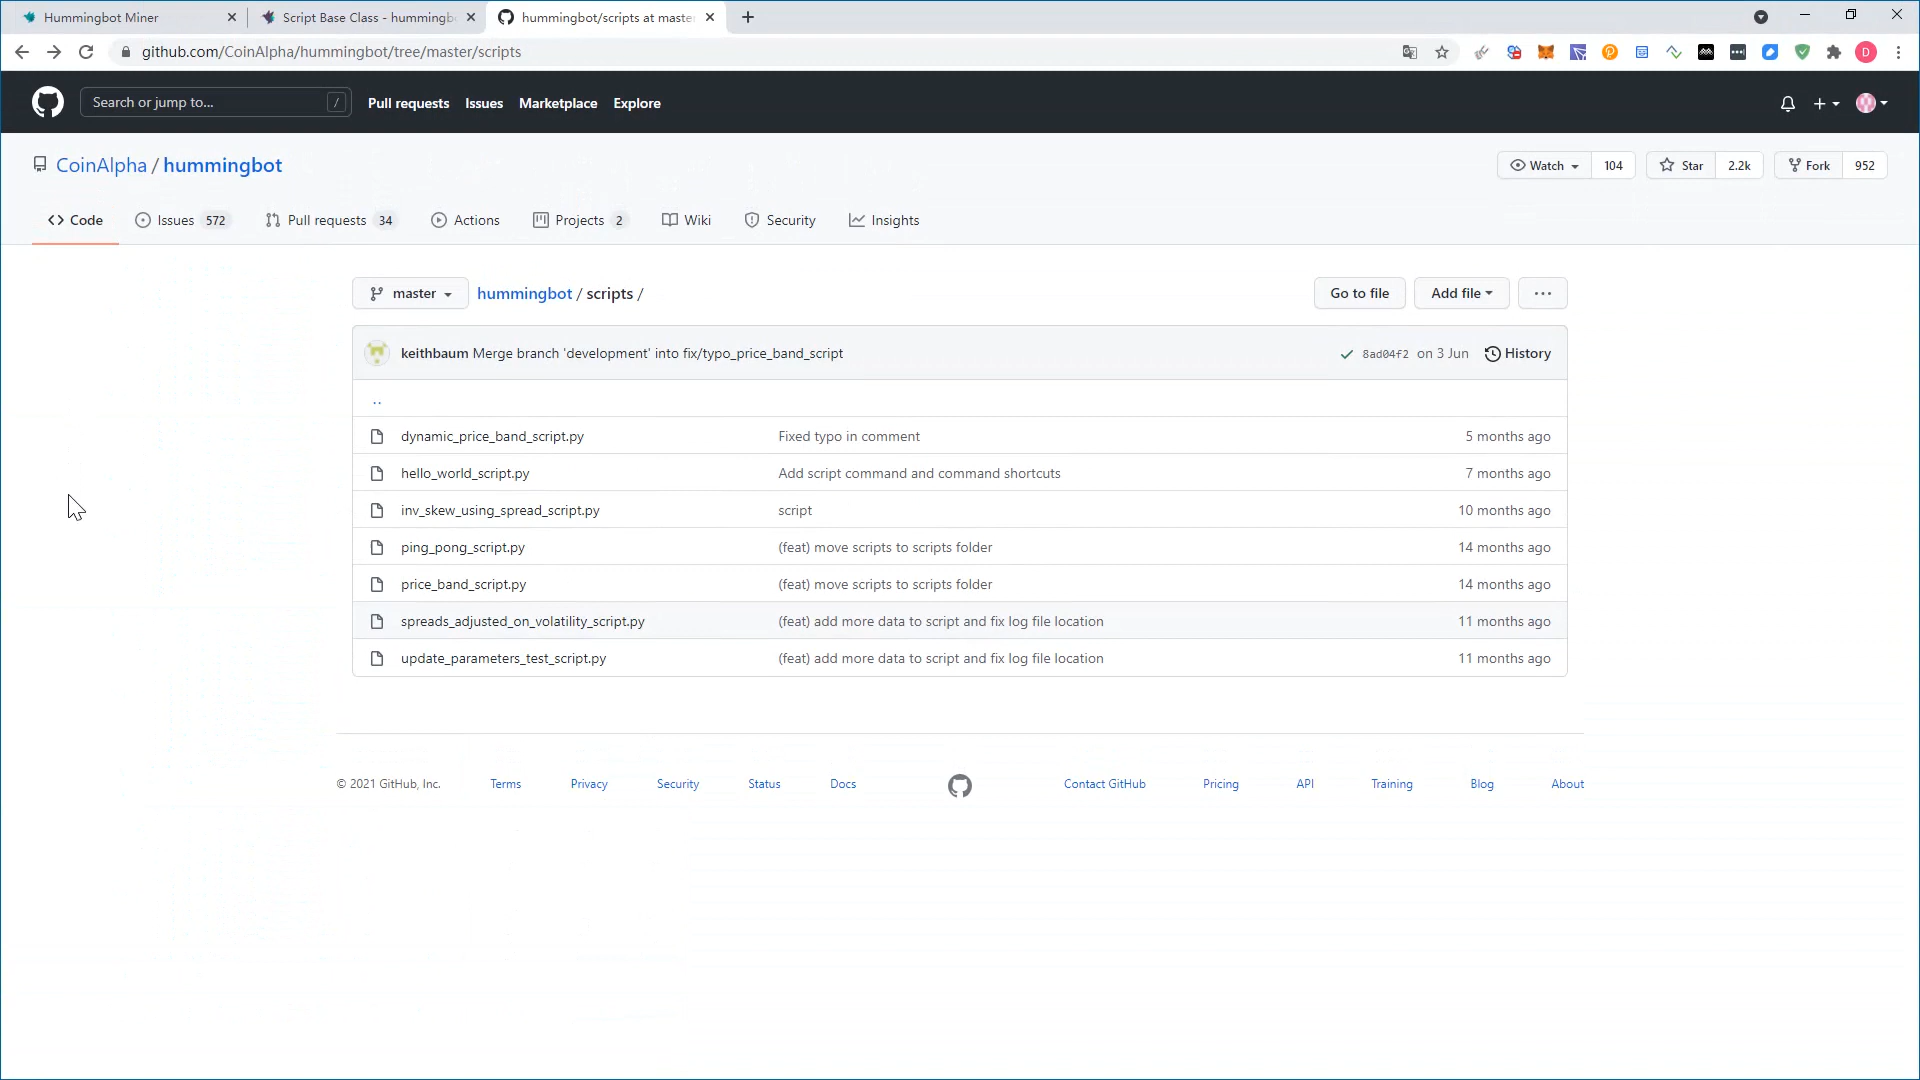 Hummingbot Miner
Script Base Class - hummingb
hummingbot/scripts at maste
github.com/CoinAlpha/hummingbot/tree/master/scripts
D
Search or jump to...
/
Pull requests
Issues
Marketplace
Explore
CoinAlpha / hummingbot
Watch 104
Star 2.2k
Fork 952
Code
Issues 572
Pull requests 34
Actions
Projects 2
Wiki
Security
Insights
master
hummingbot / scripts /
Go to file
Add file
...
keithbaum Merge branch 'development' into fix/typo_price_band_script
8ad04f2 on 3 Jun
History
..
dynamic_price_band_script.py Fixed typo in comment 5 months ago
hello_world_script.py Add script command and command shortcuts 7 months ago
inv_skew_using_spread_script.py script 10 months ago
ping_pong_script.py (feat) move scripts to scripts folder 14 months ago
price_band_script.py (feat) move scripts to scripts folder 14 months ago
spreads_adjusted_on_volatility_script.py (feat) add more data to script and fix log file location 11 months ago
update_parameters_test_script.py (feat) add more data to script and fix log file location 11 months ago
© 2021 GitHub, Inc.
Terms
Privacy
Security
Status
Docs
Contact GitHub
Pricing
API
Training
Blog
About